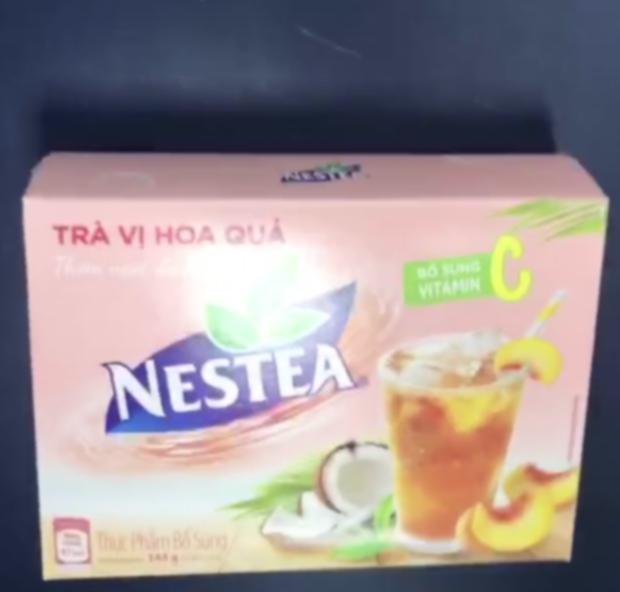 NESTEA
TRÀ VỊ HOA QUẢ
BỔ SUNG
VITAMIN C
NESTEA
Thực Phẩm Bổ Sung